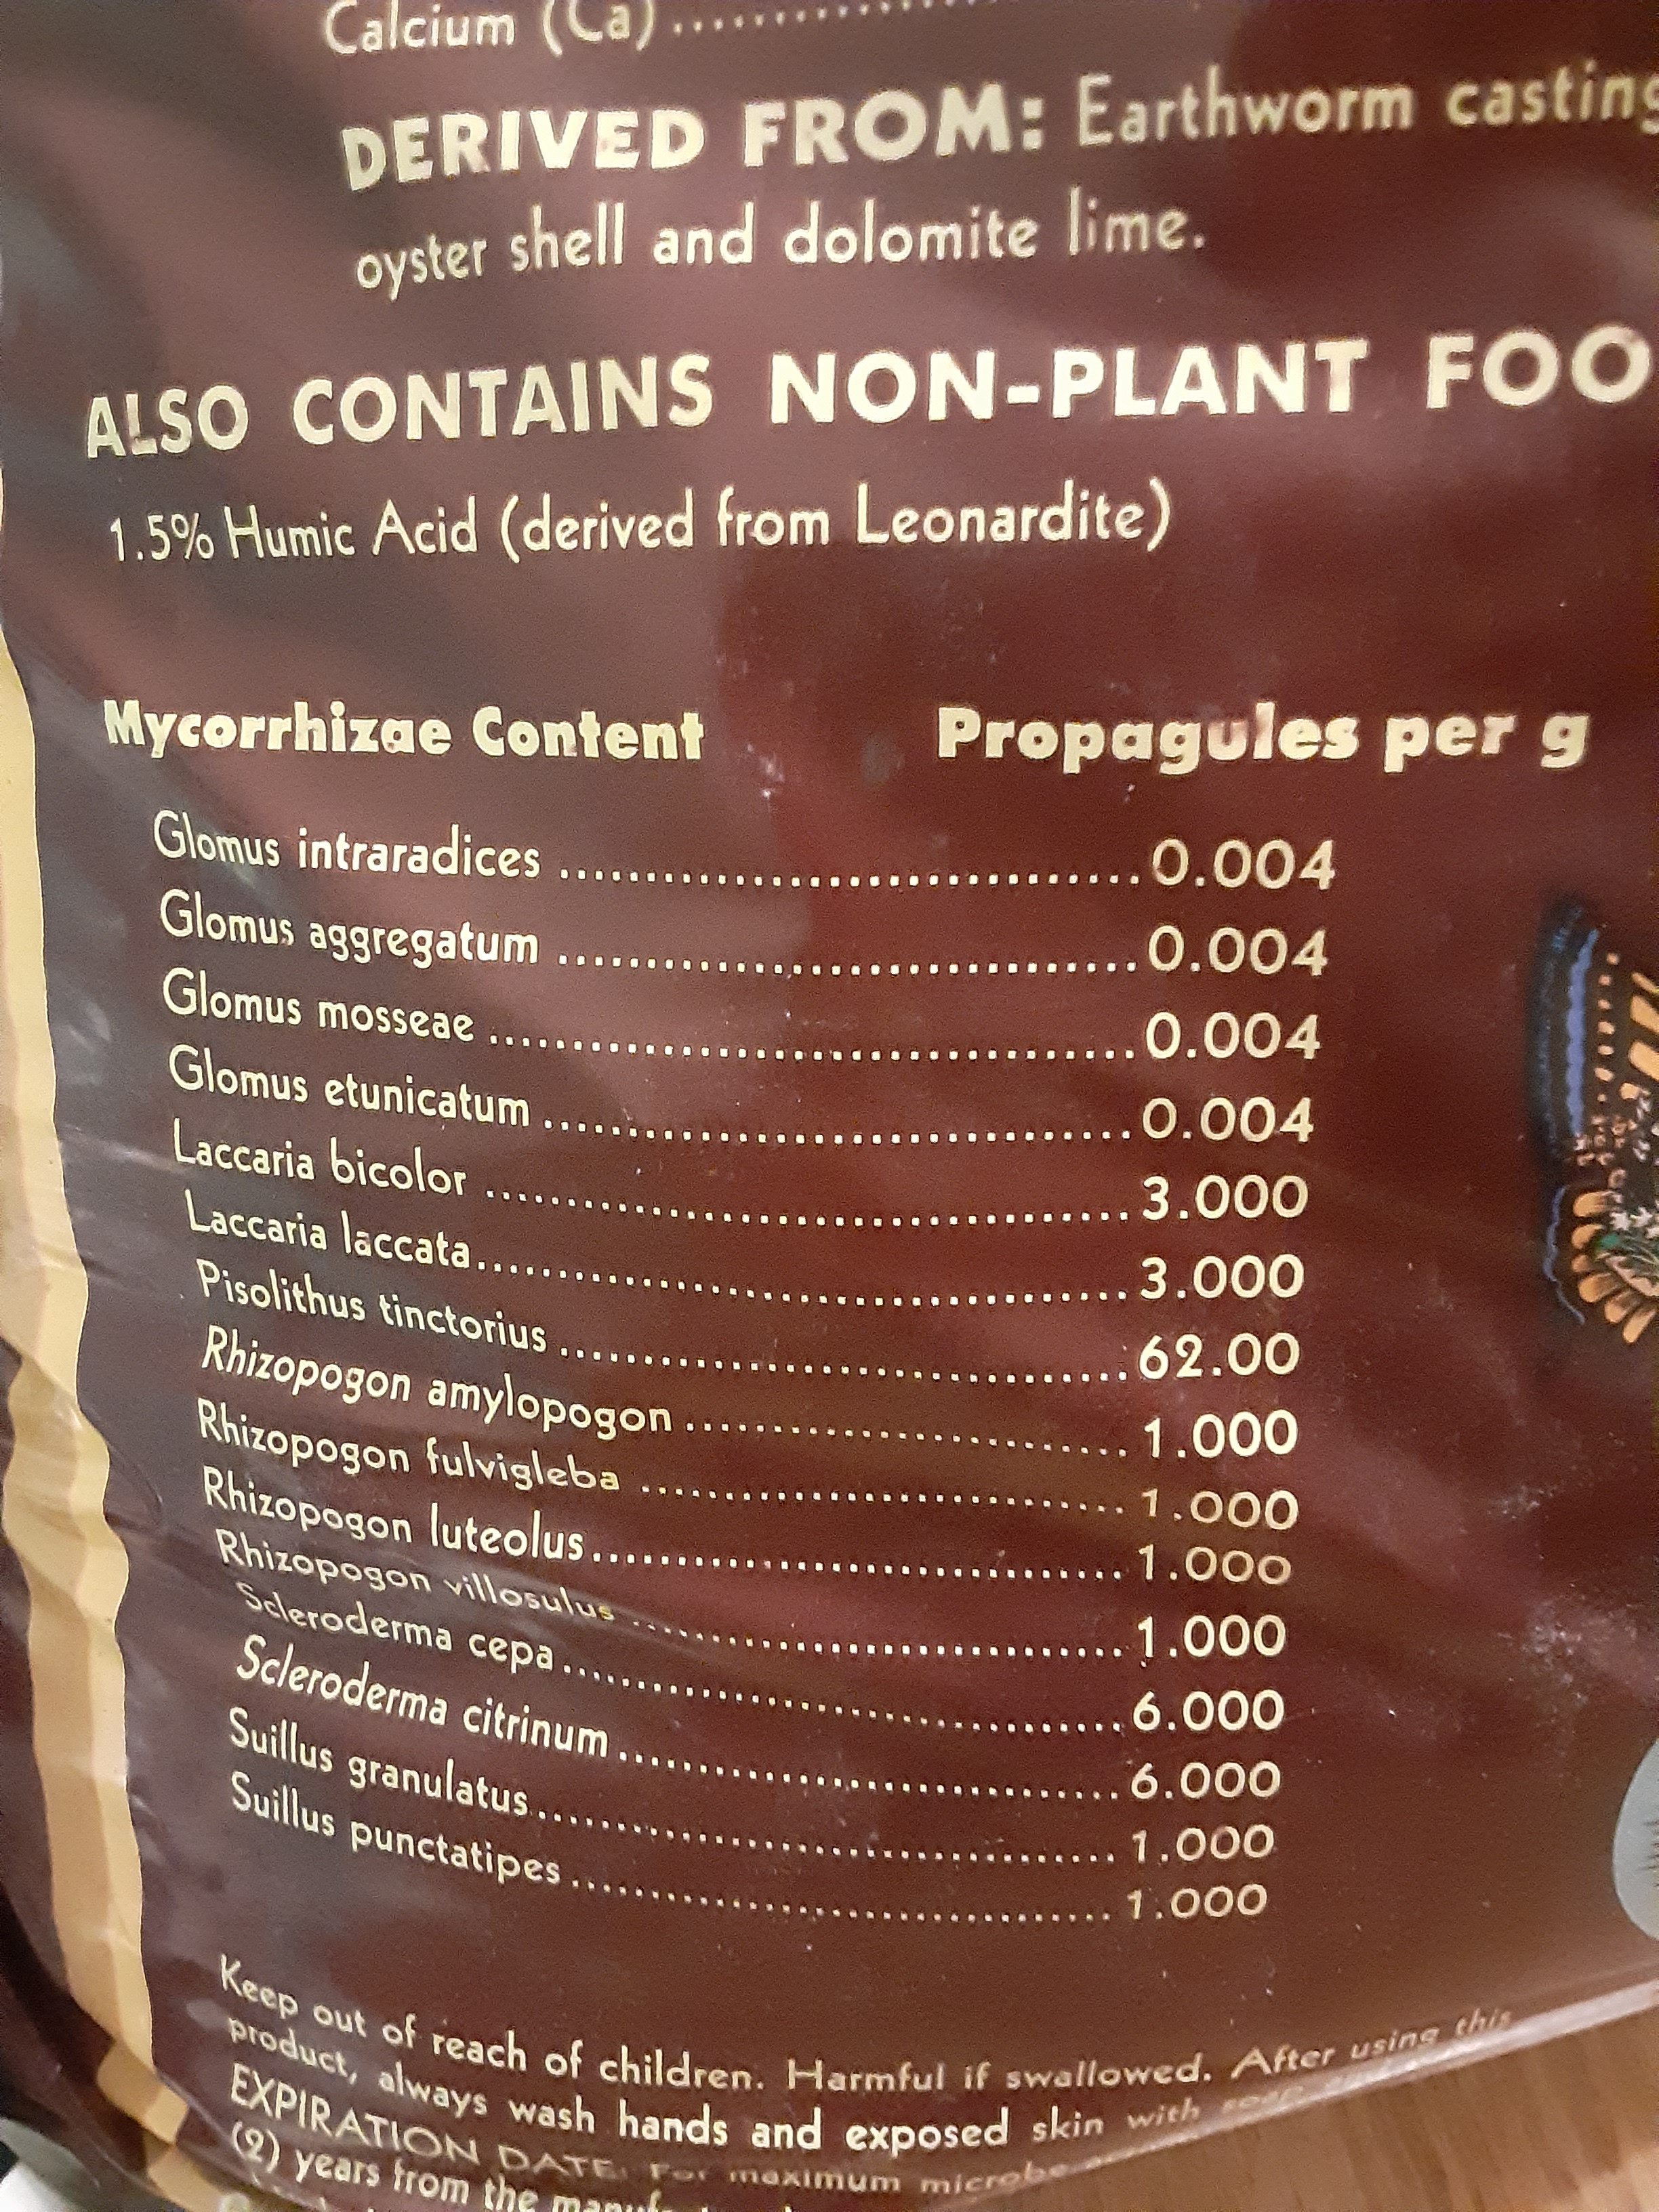 Calcium (Ca)..............
DERIVED FROM: Earthworm casting
oyster shell and dolomite lime.
ALSO CONTAINS NON-PLANT FOO
1.5% Humic Acid (derived from Leonardite)
Mycorrhizae Content Propagules per g
Glomus intraradices ................................ 0.004
Glomus aggregatum ................................ 0.004
Glomus mosseae .................................... 0.004
Glomus etunicatum ................................. 0.004
Laccaria bicolor ..................................... 3.000
Laccaria laccata...................................... 3.000
Pisolithus tinctorius ................................. 62.00
Rhizopogon amylopogon .......................... 1.000
Rhizopogon fulvigleba ............................. 1.000
Rhizopogon luteolus................................ 1.000
Rhizopogon villosulus .............................. 1.000
Scleroderma cepa................................... 6.000
Scleroderma citrinum ............................... 6.000
Suillus granulatus.................................... 1.000
Suillus punctatipes .................................. 1.000
Keep out of reach of children. Harmful if swallowed. After using this
product, always wash hands and exposed skin with soap
EXPIRATION DATE: For maximum
(2) years from the